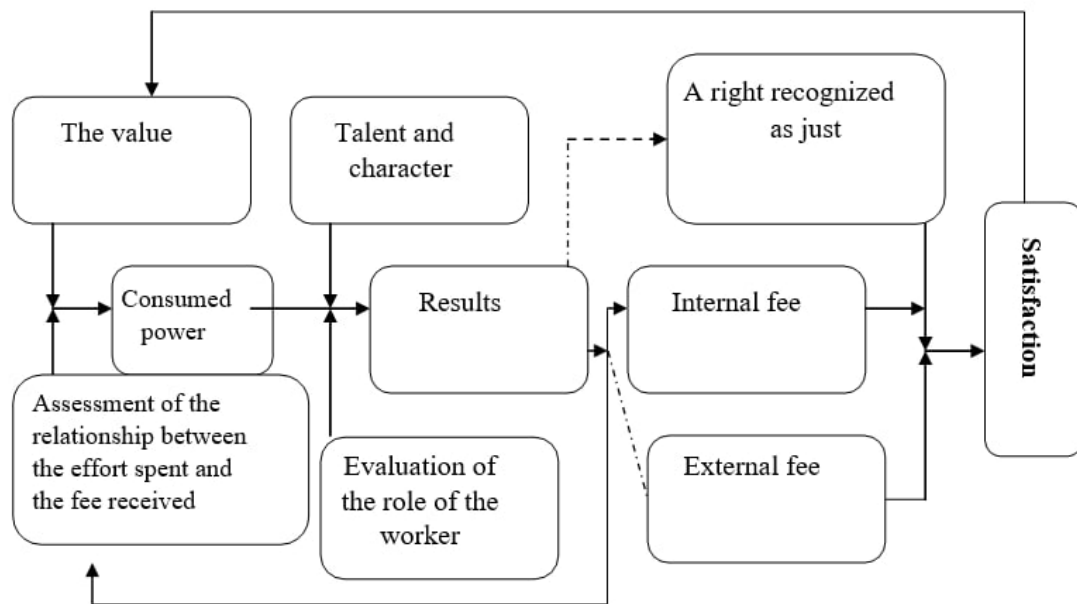 The value
Talent and
character
A right recognized
as just
Consumed
power
Results
Internal fee
Satisfaction
Assessment of the
relationship between
the effort spent and
the fee received
Evaluation of
the role of the
worker
External fee